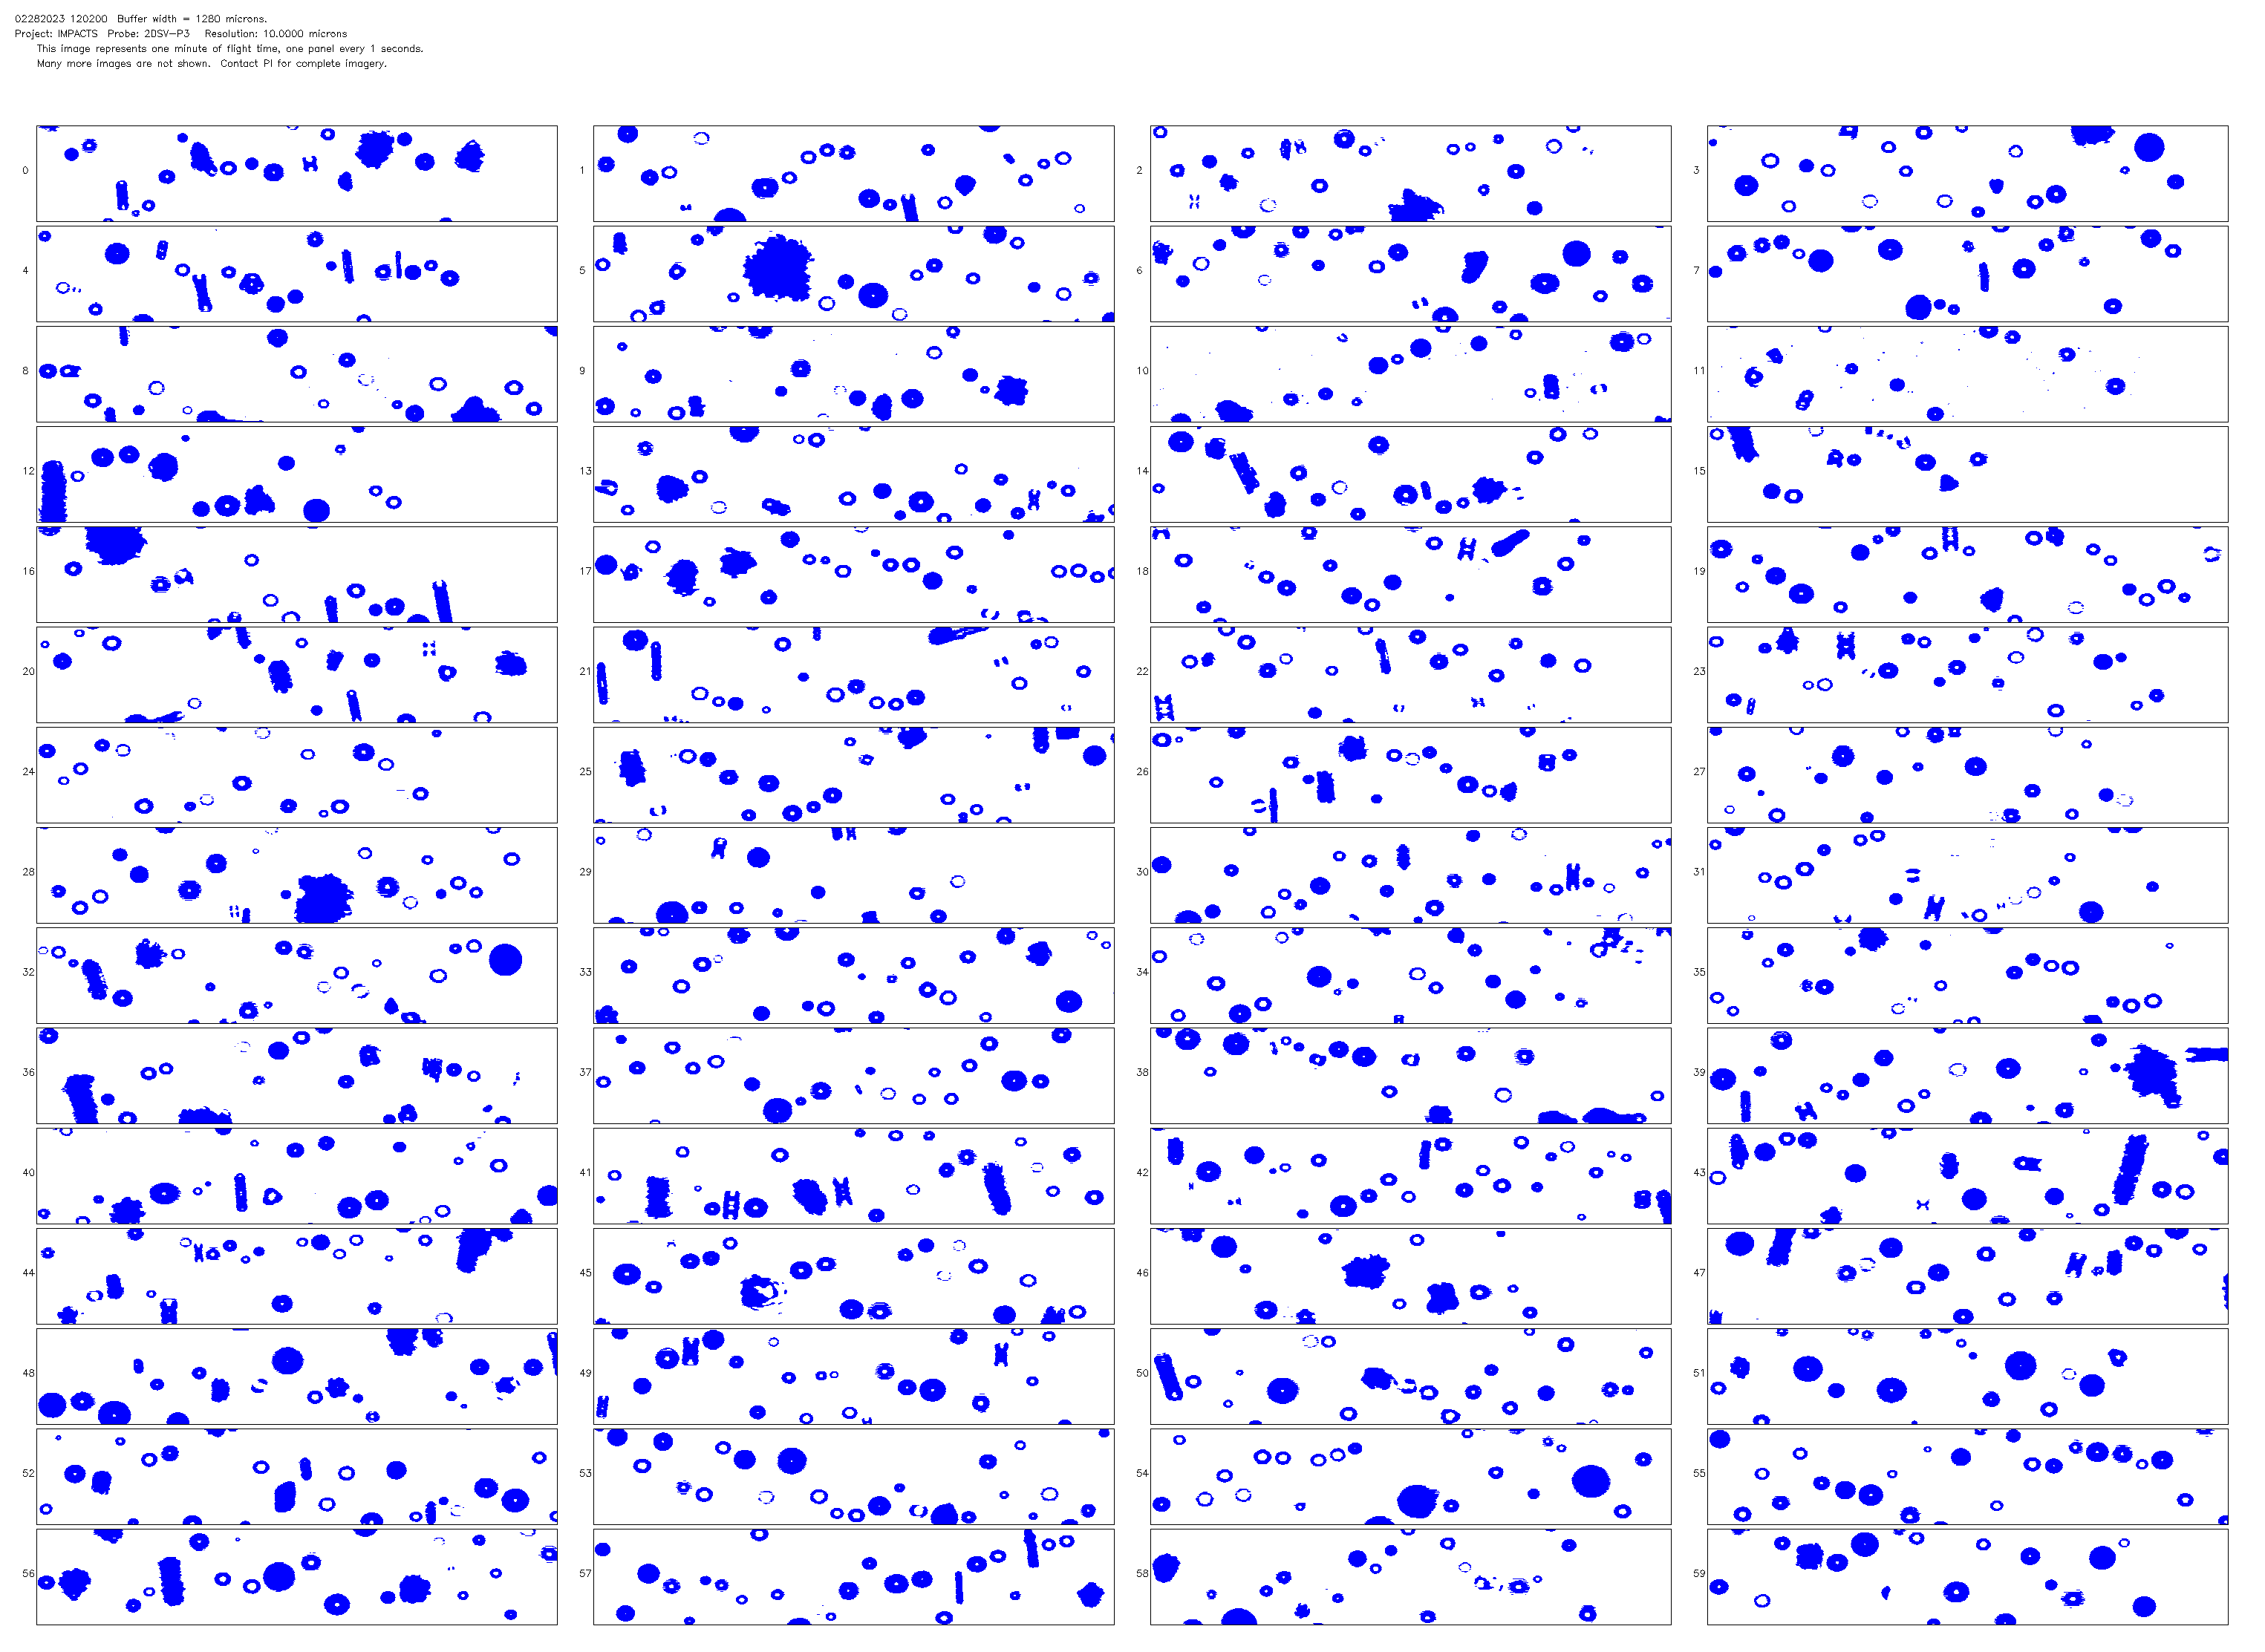 02282023 120200  Buffer width = 1280 microns.
Project: IMPACTS  Probe: 2DSV-P3   Resolution: 10.0000 microns
This image represents one minute of flight time, one panel every 1 seconds.
Many more images are not shown.  Contact PI for complete imagery.
0 1 2 3
4 5 6 7
8 9 10 11
12 13 14 15
16 17 18 19
20 21 22 23
24 25 26 27
28 29 30 31
32 33 34 35
36 37 38 39
40 41 42 43
44 45 46 47
48 49 50 51
52 53 54 55
56 57 58 59